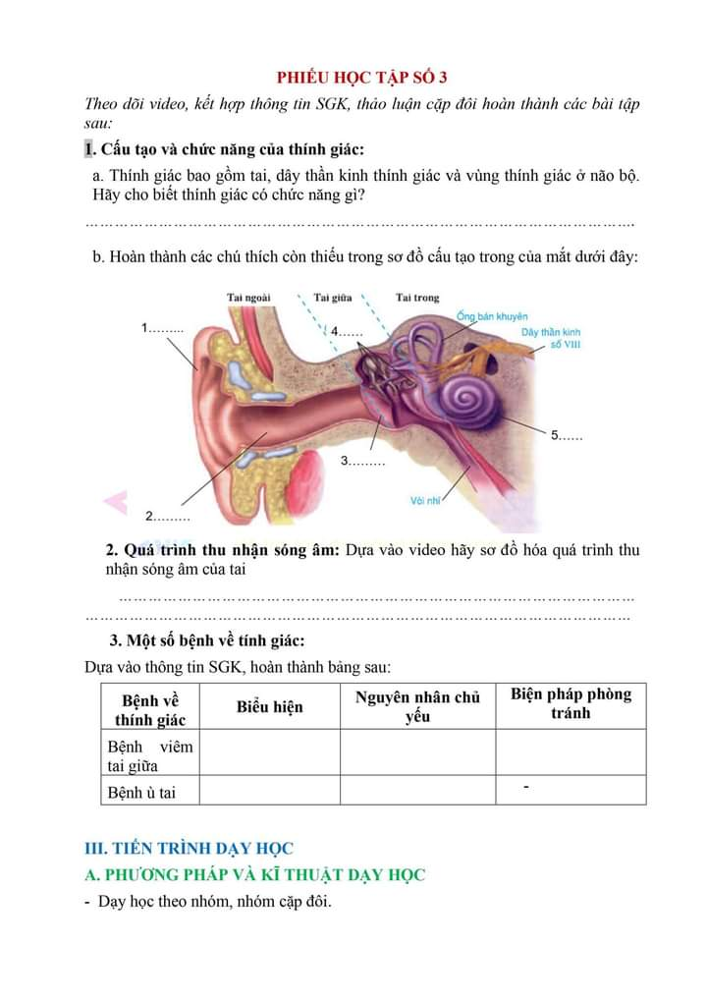 PHIẾU HỌC TẬP SỐ 3
Theo dõi video, kết hợp thông tin SGK, thảo luận cặp đôi hoàn thành các bài tập
sau:
1. Cấu tạo và chức năng của thính giác:
a. Thính giác bao gồm tai, dây thần kinh thính giác và vùng thính giác ở não bộ.
Hãy cho biết thính giác có chức năng gì?
……………………………………………………………………………………….
b. Hoàn thành các chú thích còn thiếu trong sơ đồ cấu tạo trong của mắt dưới đây:
Tai ngoài Tai giữa Tai trong
Ống bán khuyên
1.........
4......
Dây thần kinh
số VIII
5......
3.........
Vòi nhĩ
2.........
2. Quá trình thu nhận sóng âm: Dựa vào video hãy sơ đồ hóa quá trình thu
nhận sóng âm của tai
…………………………………………………………………………………
………………………………………………………………………………………
3. Một số bệnh về tính giác:
Dựa vào thông tin SGK, hoàn thành bảng sau:
Bệnh về
thính giác
Biểu hiện
Nguyên nhân chủ
yếu
Biện pháp phòng
tránh
Bệnh viêm
tai giữa
Bệnh ù tai
-
III. TIẾN TRÌNH DẠY HỌC
A. PHƯƠNG PHÁP VÀ KĨ THUẬT DẠY HỌC
- Dạy học theo nhóm, nhóm cặp đôi.